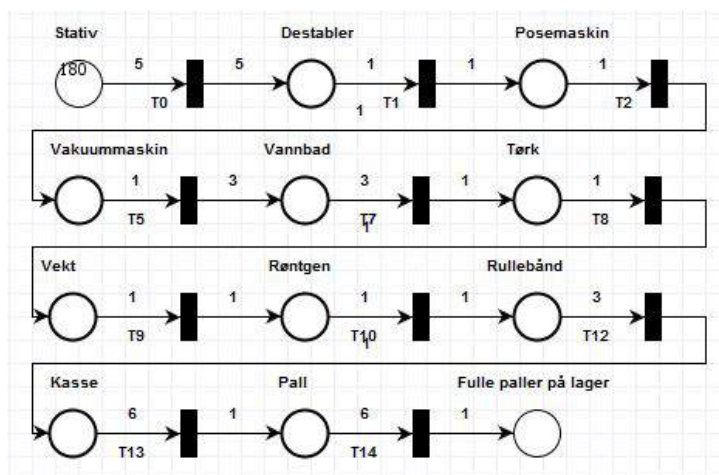 Stativ Destabler Posemaskin
180 5 5 1 1 1
T0 1 T1 T2
Vakuummaskin Vannbad Tørk
1 3 3 1 1
T5 T7 T8
1
Vekt Røntgen Rullebånd
1 1 1 1 3
T9 T10 T12
1
Kasse Pall Fulle paller på lager
6 1 6 1
T13 T14